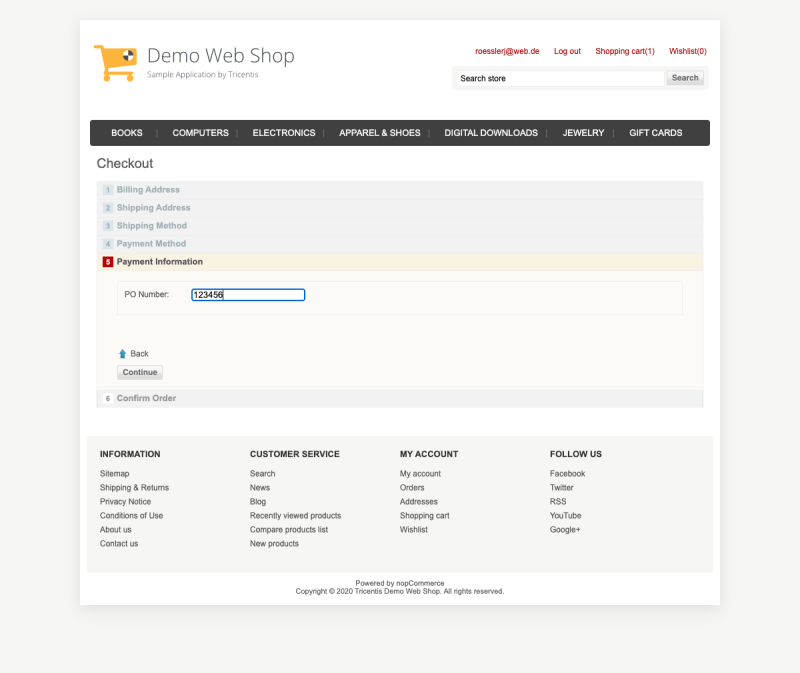 Demo Web Shop
Sample Application by Tricentis
roesslerj@web.de Log out Shopping cart(1) Wishlist(0)
Search store Search
BOOKS | COMPUTERS | ELECTRONICS | APPAREL & SHOES | DIGITAL DOWNLOADS | JEWELRY | GIFT CARDS
Checkout
1 Billing Address
2 Shipping Address
3 Shipping Method
4 Payment Method
5 Payment Information
PO Number: 123456
Back
Continue
6 Confirm Order
INFORMATION
Sitemap
Shipping & Returns
Privacy Notice
Conditions of Use
About us
Contact us
CUSTOMER SERVICE
Search
News
Blog
Recently viewed products
Compare products list
New products
MY ACCOUNT
My account
Orders
Addresses
Shopping cart
Wishlist
FOLLOW US
Facebook
Twitter
RSS
YouTube
Google+
Powered by nopCommerce
Copyright © 2020 Tricentis Demo Web Shop. All rights reserved.